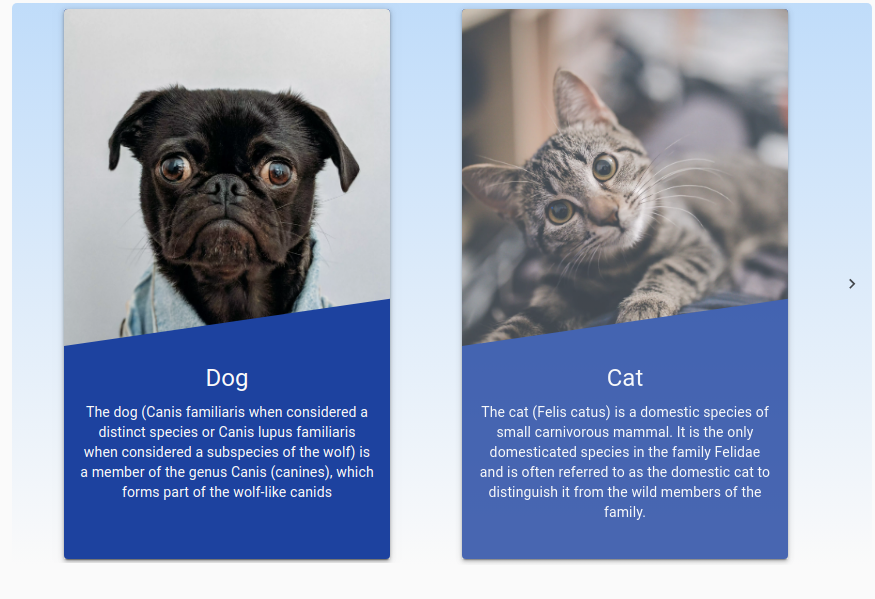 Dog
The dog (Canis familiaris when considered a
distinct species or Canis lupus familiaris
when considered a subspecies of the wolf) is
a member of the genus Canis (canines), which
forms part of the wolf-like canids
Cat
The cat (Felis catus) is a domestic species of
small carnivorous mammal. It is the only
domesticated species in the family Felidae
and is often referred to as the domestic cat to
distinguish it from the wild members of the
family.